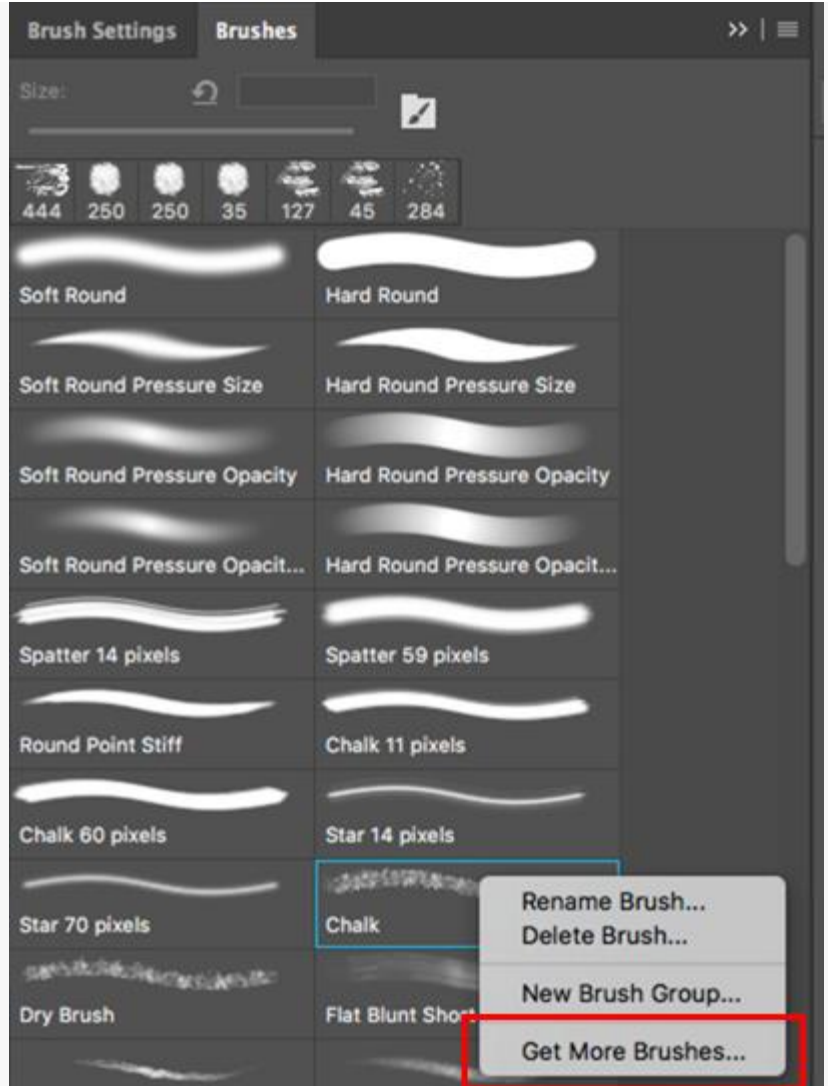 Brush Settings Brushes
Size:
444 250 250 35 127 45 284
Soft Round Hard Round
Soft Round Pressure Size Hard Round Pressure Size
Soft Round Pressure Opacity Hard Round Pressure Opacity
Soft Round Pressure Opacit... Hard Round Pressure Opacit...
Spatter 14 pixels Spatter 59 pixels
Round Point Stiff Chalk 11 pixels
Chalk 60 pixels Star 14 pixels
Star 70 pixels Chalk
Dry Brush Flat Blunt Short
Rename Brush...
Delete Brush...
New Brush Group...
Get More Brushes...